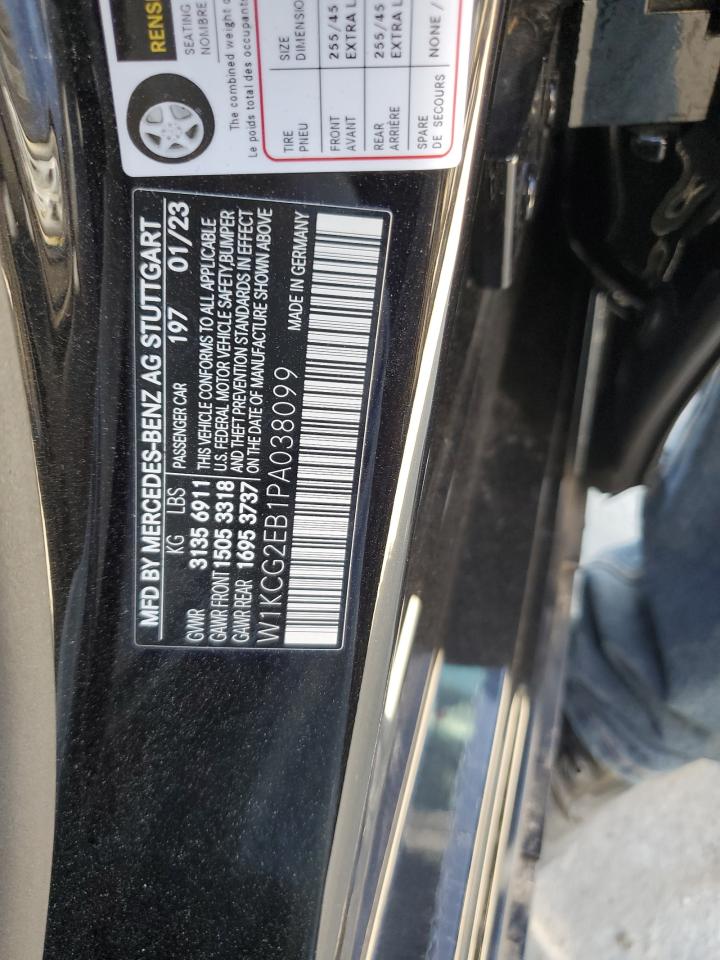 RENS
SEATING
NOMBRE
The combined weight o
Le poids total des occupant
TIRE
PNEU
SIZE
DIMENSIO
FRONT
AVANT
255/45
EXTRA L
REAR
ARRIÈRE
255/45
EXTRA L
SPARE
DE SECOURS
NONE /
MFD BY MERCEDES-BENZ AG STUTTGART
KG LBS PASSENGER CAR 197 01/23
GVWR 3135 6911 THIS VEHICLE CONFORMS TO ALL APPLICABLE
GAWR FRONT 1505 3318 U.S. FEDERAL MOTOR VEHICLE SAFETY,BUMPER
GAWR REAR 1695 3737 AND THEFT PREVENTION STANDARDS IN EFFECT
ON THE DATE OF MANUFACTURE SHOWN ABOVE
W1KCG2EB1PA038099 MADE IN GERMANY